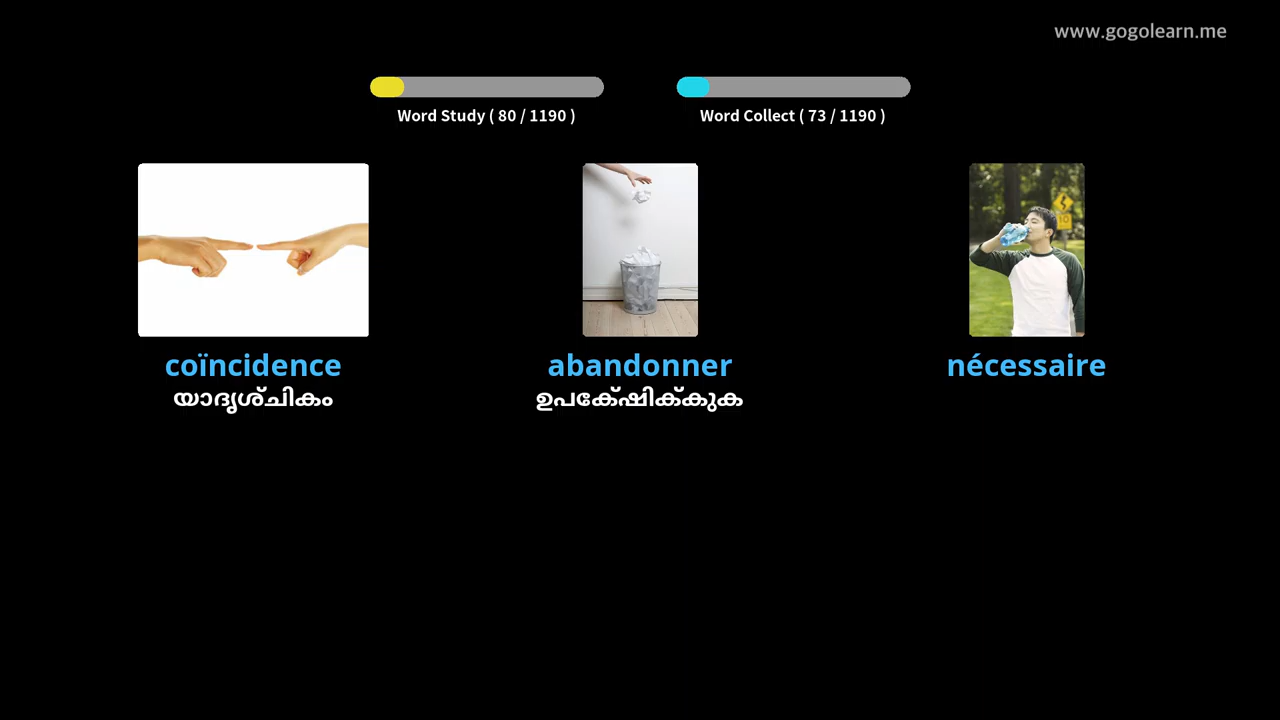 www.gogolearn.me
Word Study ( 80 / 1190 )
Word Collect ( 73 / 1190 )
coïncidence
abandonner
nécessaire
യാദൃശ്ചികം
ഉപേക്ഷിക്കുക